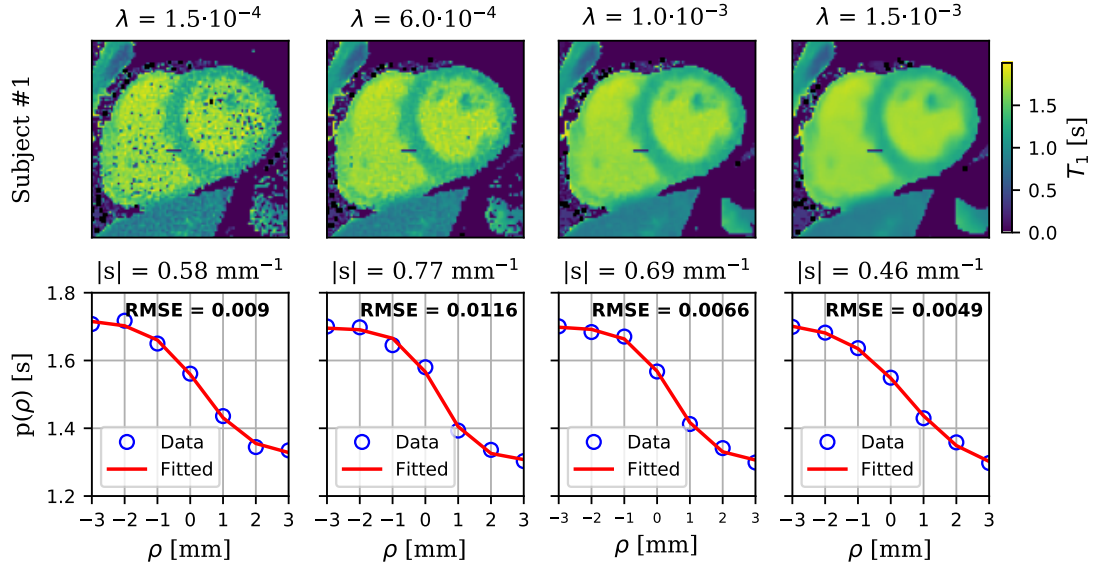 λ = 1.5·10⁻⁴ λ = 6.0·10⁻⁴ λ = 1.0·10⁻³ λ = 1.5·10⁻³
Subject #1
1.5
1.0
0.5
0.0
T₁ [s]
|s| = 0.58 mm⁻¹ |s| = 0.77 mm⁻¹ |s| = 0.69 mm⁻¹ |s| = 0.46 mm⁻¹
RMSE = 0.009 RMSE = 0.0116 RMSE = 0.0066 RMSE = 0.0049
p(ρ) [s]
1.8
1.6
1.4
1.2
Data Data Data Data
Fitted Fitted Fitted Fitted
−3 −2 −1 0 1 2 3 −3 −2 −1 0 1 2 3 −3 −2 −1 0 1 2 3 −3 −2 −1 0 1 2 3
ρ [mm] ρ [mm] ρ [mm] ρ [mm]